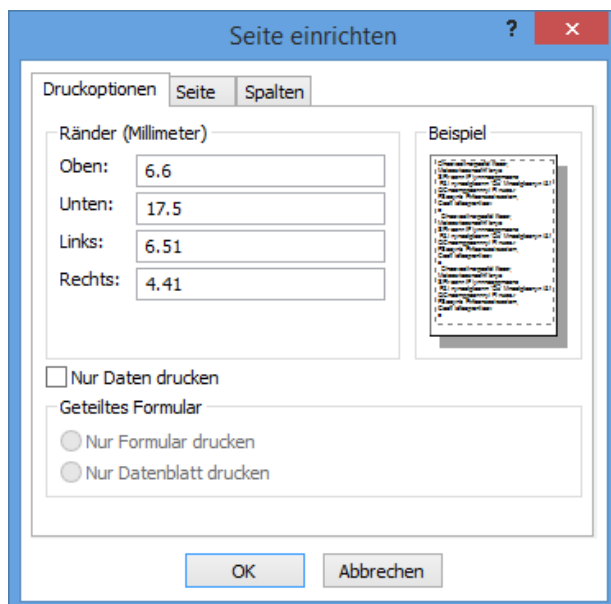 Seite einrichten
?
Druckoptionen Seite Spalten
Ränder (Millimeter)
Beispiel
Oben: 6.6
Unten: 17.5
Links: 6.51
Rechts: 4.41
Nur Daten drucken
Geteiltes Formular
Nur Formular drucken
Nur Datenblatt drucken
OK Abbrechen